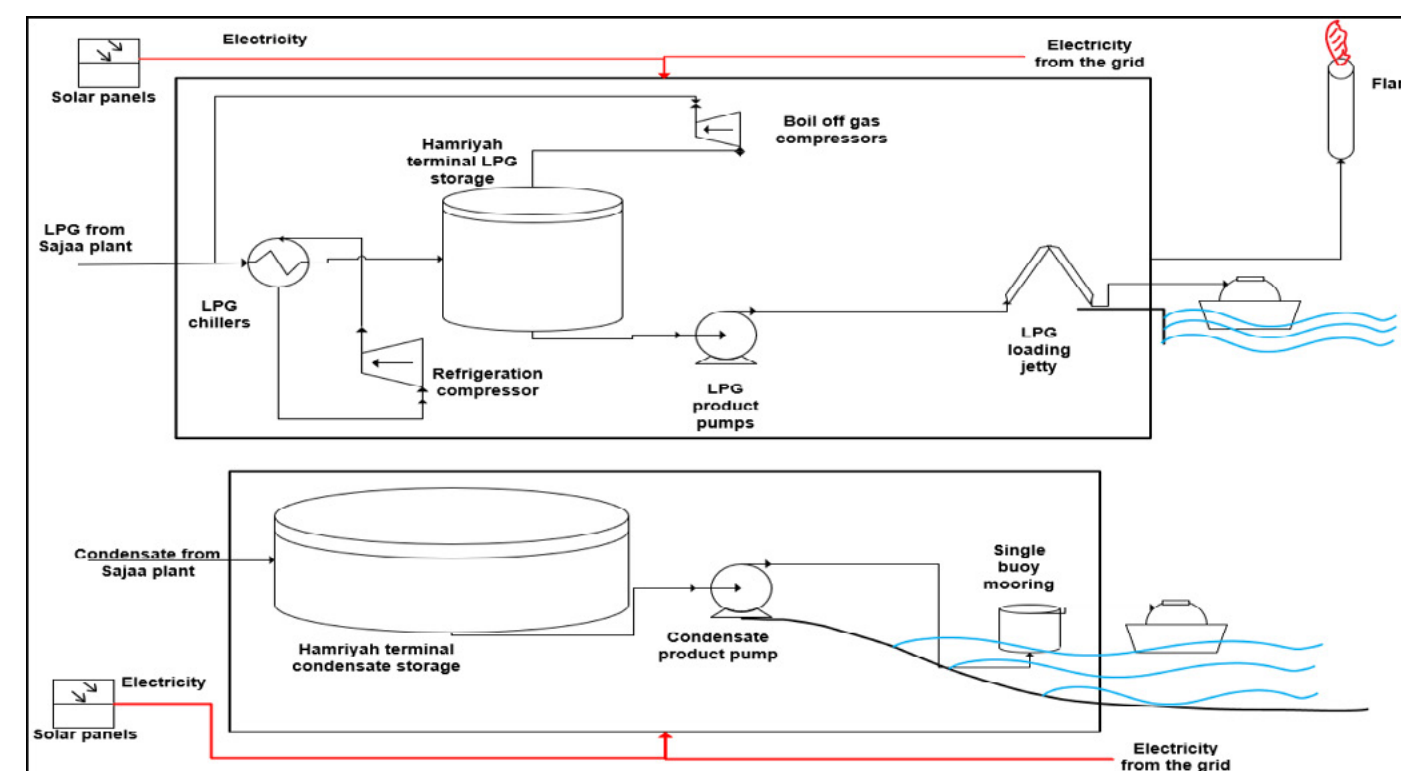 Electricity
Solar panels
Electricity
from the grid
Flar
Boil off gas
compressors
Hamriyah
terminal LPG
storage
LPG from
Sajaa plant
LPG
chillers
Refrigeration
compressor
LPG
product
pumps
LPG
loading
jetty
Condensate from
Sajaa plant
Single
buoy
mooring
Hamriyah terminal
condensate storage
Condensate
product pump
Electricity
Solar panels
Electricity
from the grid